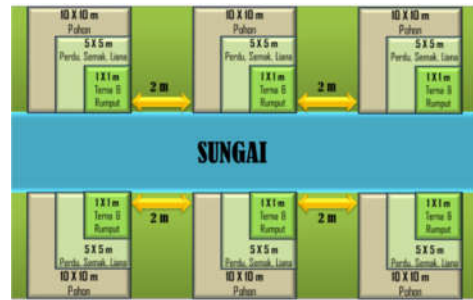 10 X 10 m
Pohon
5 X 5 m
Perdu, Semak, Liana
1 X 1 m
Terna &
Rumput
2 m
10 X 10 m
Pohon
5 X 5 m
Perdu, Semak, Liana
1 X 1 m
Terna &
Rumput
2 m
10 X 10 m
Pohon
5 X 5 m
Perdu, Semak, Liana
1 X 1 m
Terna &
Rumput
SUNGAI
1 X 1 m
Terna &
Rumput
5 X 5 m
Perdu, Semak, Liana
10 X 10 m
Pohon
2 m
1 X 1 m
Terna &
Rumput
5 X 5 m
Perdu, Semak, Liana
10 X 10 m
Pohon
2 m
1 X 1 m
Terna &
Rumput
5 X 5 m
Perdu, Semak, Liana
10 X 10 m
Pohon